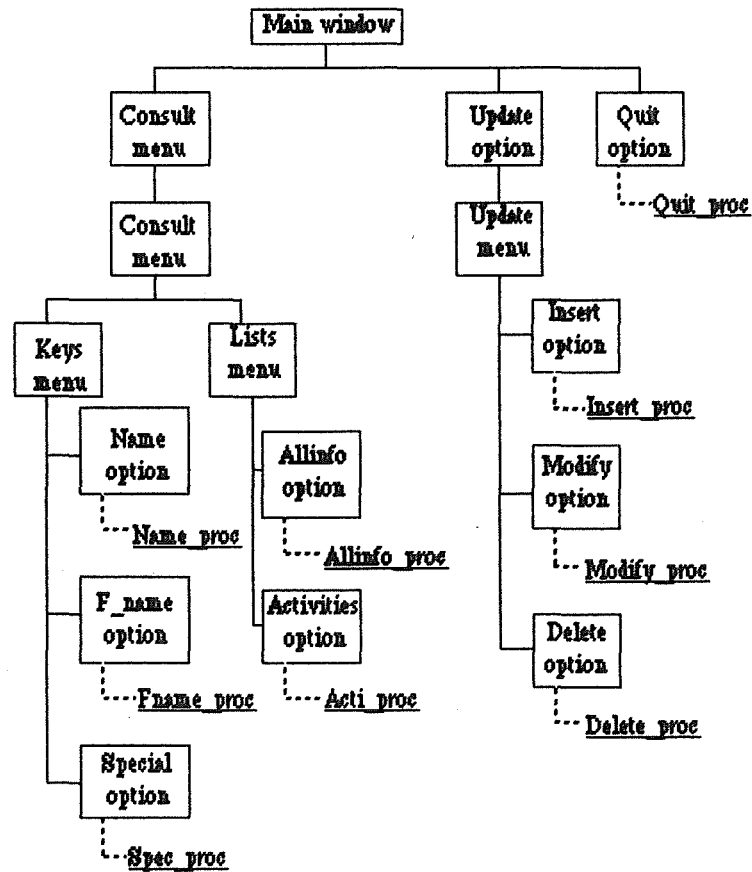 Main window
Consult
menu
Update
option
Quit
option
Quit_proc
Consult
menu
Update
menu
Keys
menu
Lists
menu
Insert
option
Insert_proc
Name
option
Name_proc
Allinfo
option
Allinfo_proc
Modify
option
Modify_proc
F_name
option
Fname_proc
Activities
option
Acti_proc
Delete
option
Delete_proc
Special
option
Spec_proc